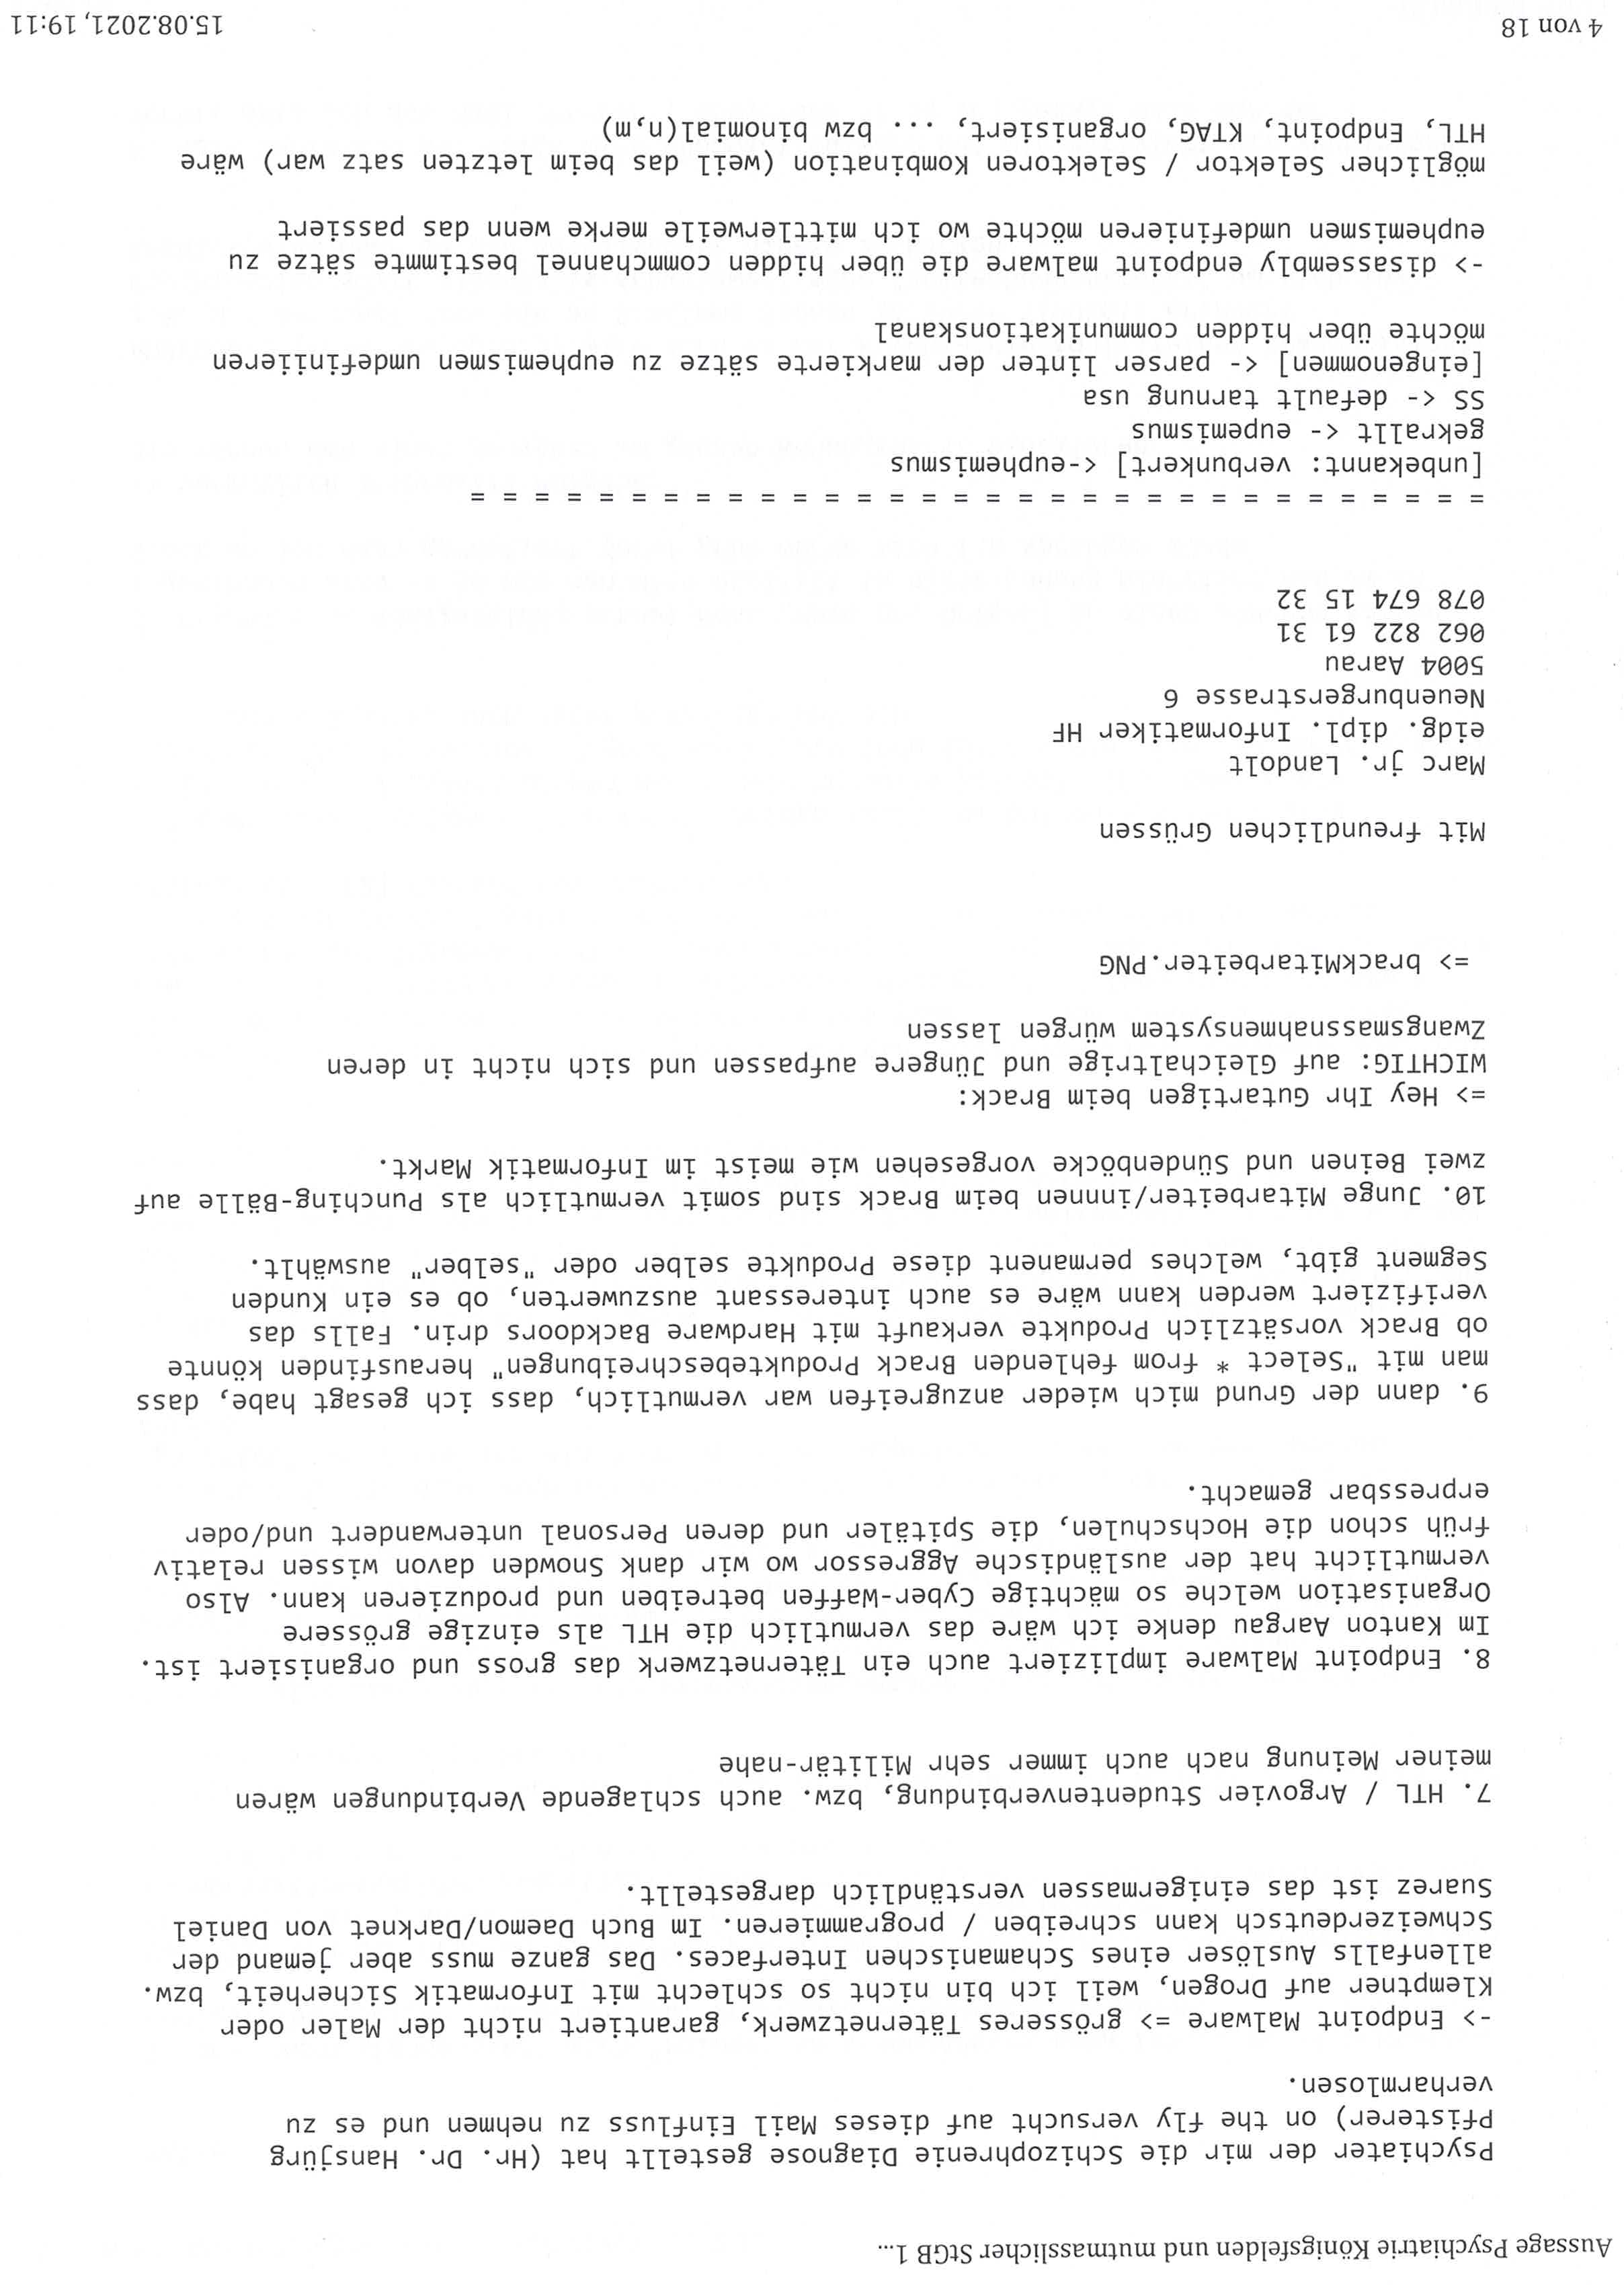 Aussage Psychiatrie Königsfelden und mutmasslicher StGB 1...
Psychiater der mir die Schizophrenie Diagnose gestellt hat (Hr. Dr. Hansjürg
Pfisterer) on the fly versucht auf dieses Mail Einfluss zu nehmen und es zu
verharmlosen.
-> Endpoint Malware => grösseres Täternetzwerk, garantiert nicht der Maler oder
Klemptner auf Drogen, weil ich bin nicht so schlecht mit Informatik Sicherheit, bzw.
allenfalls Auslöser eines Schamanischen Interfaces. Das ganze muss aber jemand der
Schweizerdeutsch kann schreiben / programmieren. Im Buch Daemon/Darknet von Daniel
Suarez ist das einigermassen verständlich dargestellt.
7. HTL / Argovier Studentenverbindung, bzw. auch schlagende Verbindungen wären
meiner Meinung nach auch immer sehr Militär-nahe
8. Endpoint Malware impliziert auch ein Täternetzwerk das gross und organisiert ist.
Im Kanton Aargau denke ich wäre das vermutlich die HTL als einzige grössere
Organisation welche so mächtige Cyber-Waffen betreiben und produzieren kann. Also
vermutlicht hat der ausländische Aggressor wo wir dank Snowden davon wissen relativ
früh schon die Hochschulen, die Spitäler und deren Personal unterwandert und/oder
erpressbar gemacht.
9. dann der Grund mich wieder anzugreifen war vermutlich, dass ich gesagt habe, dass
man mit "Select * from fehlenden Brack Produktebeschreibungen" herausfinden könnte
ob Brack vorsätzlich Produkte verkauft mit Hardware Backdoors drin. Falls das
verifiziert werden kann wäre es auch interessant auszuwerten, ob es ein Kunden
Segment gibt, welches permanent diese Produkte selber oder "selber" auswählt.
10. Junge Mitarbeiter/innnen beim Brack sind somit vermutlich als Punching-Bälle auf
zwei Beinen und Sündenböcke vorgesehen wie meist im Informatik Markt.
=> Hey Ihr Gutartigen beim Brack:
WICHTIG: auf Gleichaltrige und Jüngere aufpassen und sich nicht in deren
Zwangsmassnahmensystem würgen lassen
=> brackMitarbeiter.PNG
Mit freundlichen Grüssen
Marc jr. Landolt
eidg. dipl. Informatiker HF
Neuenburgerstrasse 6
5004 Aarau
062 822 61 31
078 674 15 32
= = = = = = = = = = = = = = = = = = = = = = = = = = = = = = = =
[unbekannt: verbunkert] <-euphemismus
gekrallt <- eupemismus
SS <- default tarnung usa
[eingenommen] <- parser linter der markierte sätze zu euphemismen umdefiniieren
möchte über hidden communikationskanal
-> disassembly endpoint malware die über hidden commchannel bestimmte sätze zu
euphemismen umdefinieren möchte wo ich mittlerweile merke wenn das passiert
möglicher Selektor / Selektoren Kombination (weil das beim letzten satz war) wäre
HTL, Endpoint, KTAG, organisiert, ... bzw binomial(n,m)
4 von 18
15.08.2021, 19:11